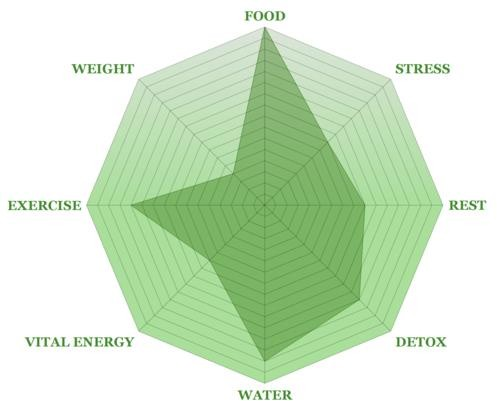 FOOD
WEIGHT
STRESS
EXERCISE
REST
VITAL ENERGY
DETOX
WATER